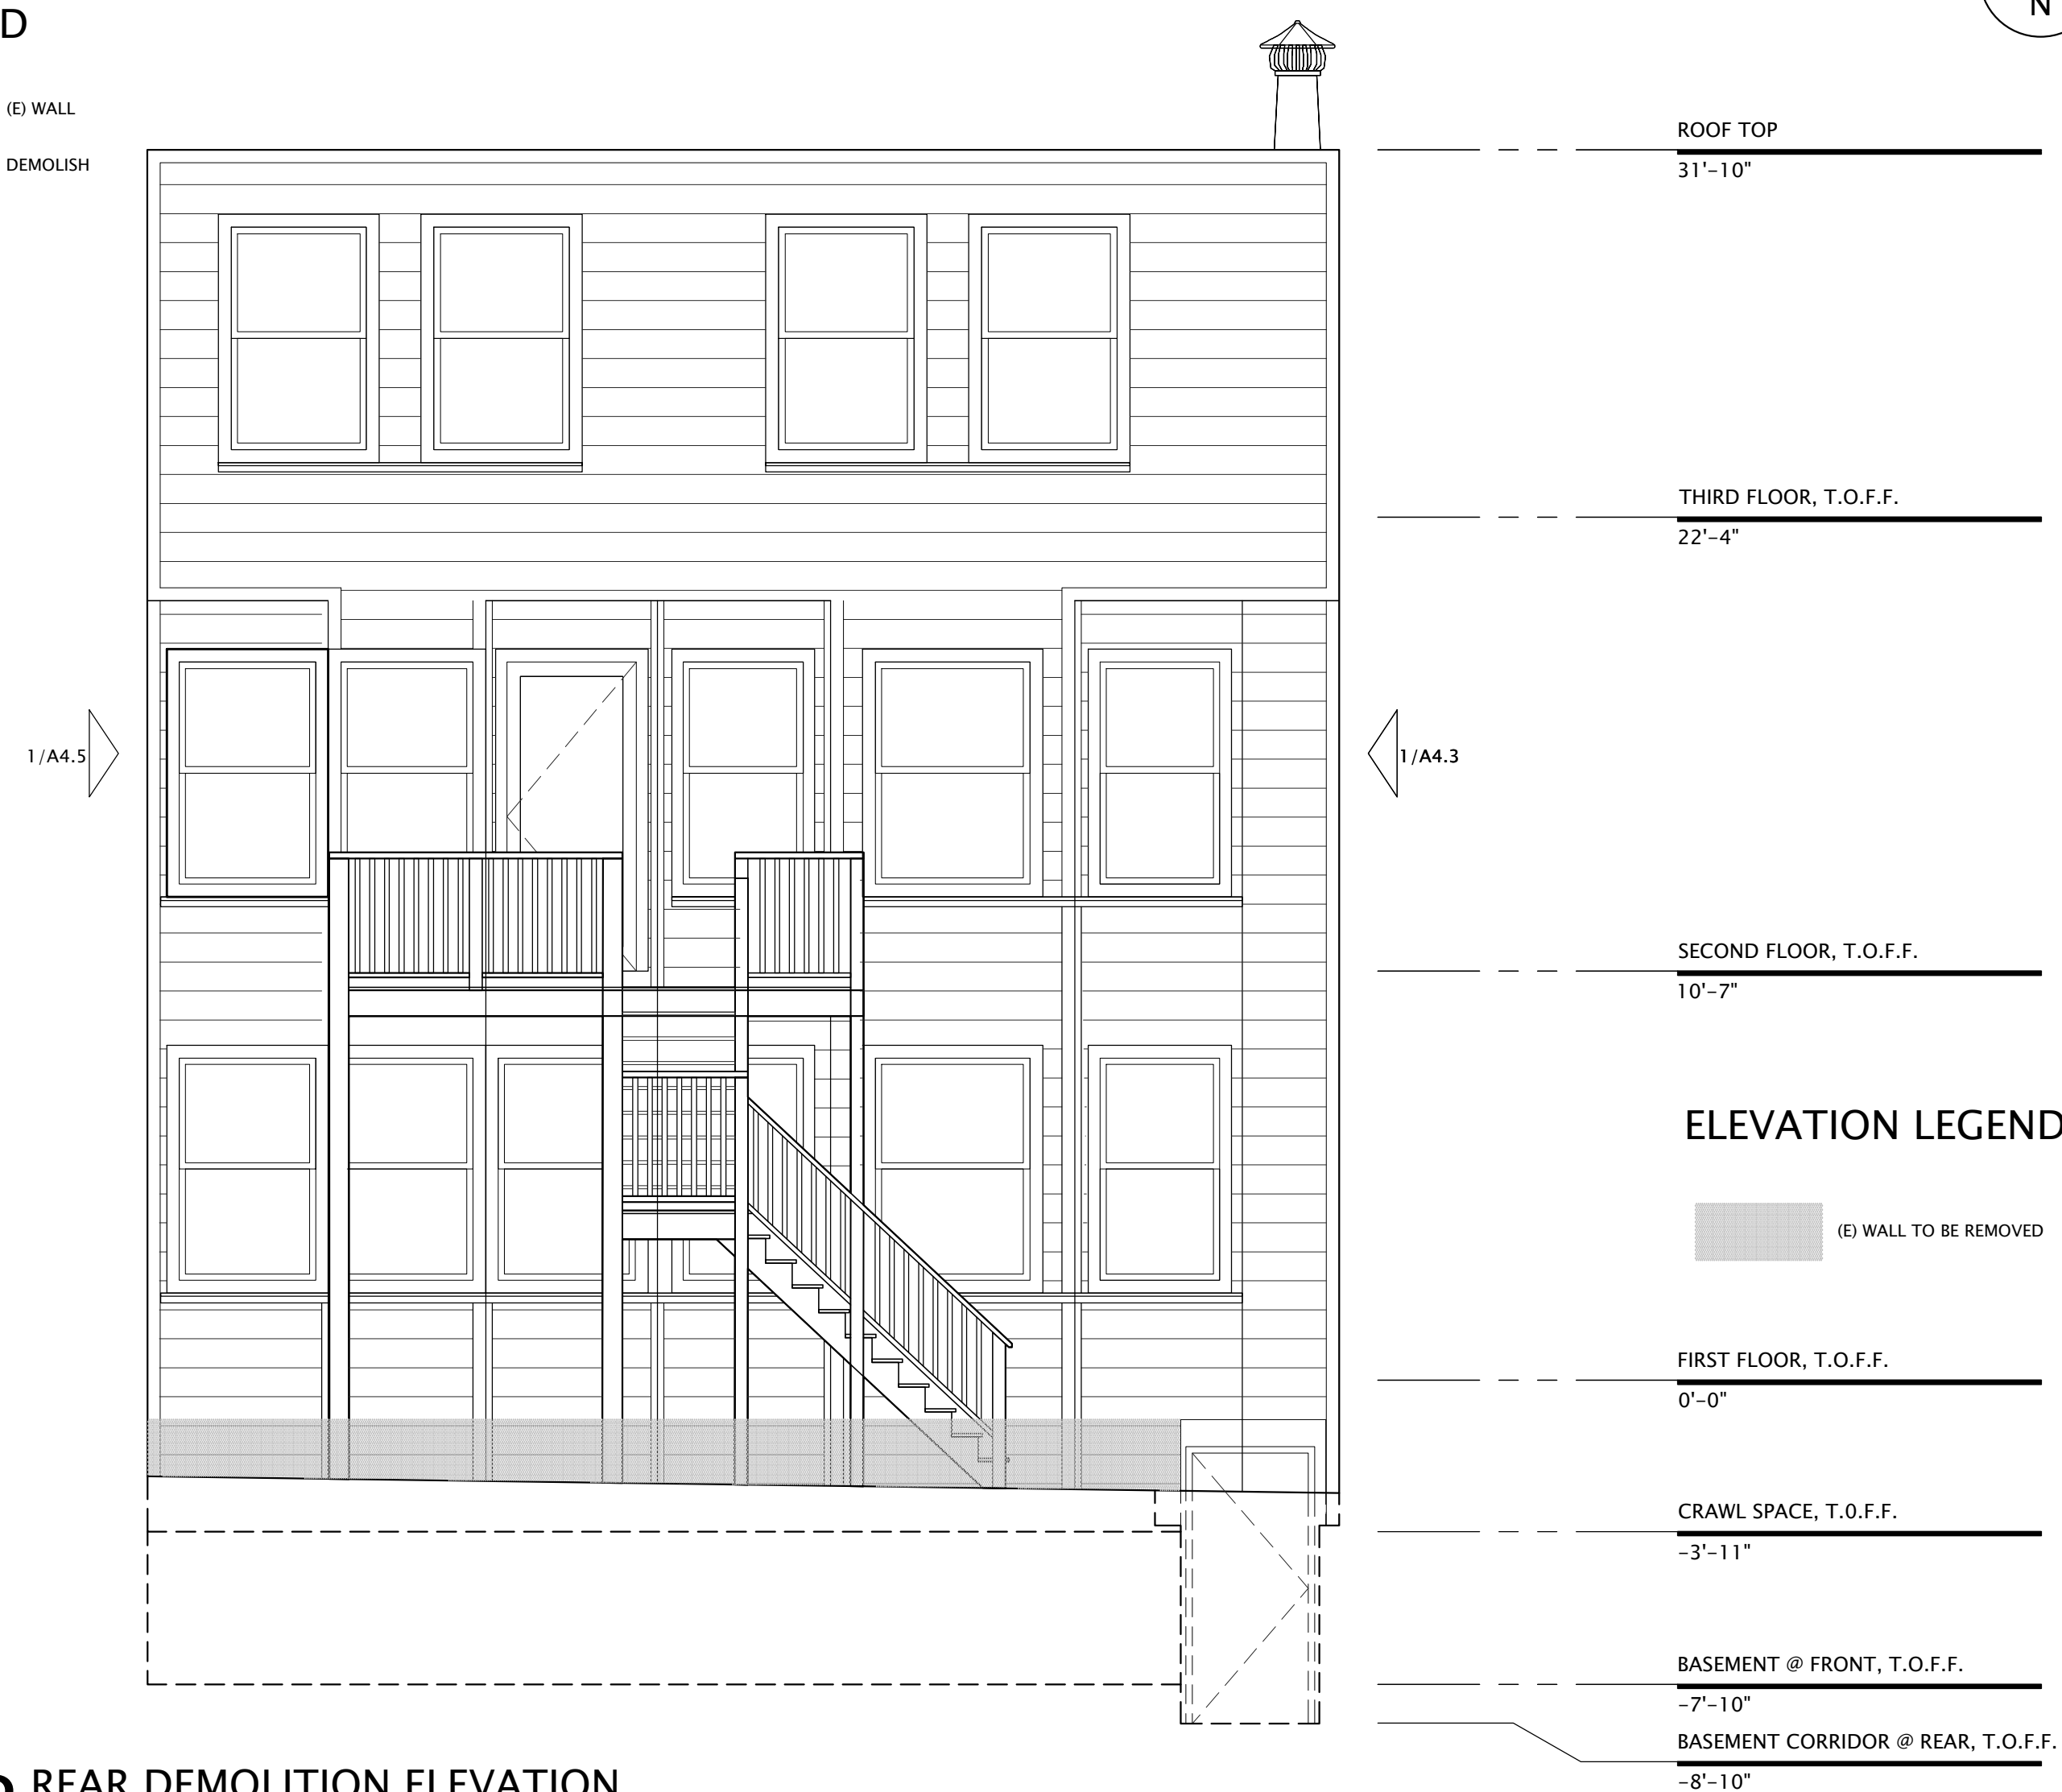 D
N
(E) WALL
DEMOLISH
ROOF TOP
31'-10"
THIRD FLOOR, T.O.F.F.
22'-4"
1/A4.5
1/A4.3
SECOND FLOOR, T.O.F.F.
10'-7"
ELEVATION LEGEND
(E) WALL TO BE REMOVED
FIRST FLOOR, T.O.F.F.
0'-0"
CRAWL SPACE, T.0.F.F.
-3'-11"
BASEMENT @ FRONT, T.O.F.F.
-7'-10"
BASEMENT CORRIDOR @ REAR, T.O.F.F.
-8'-10"
REAR DEMOLITION ELEVATION